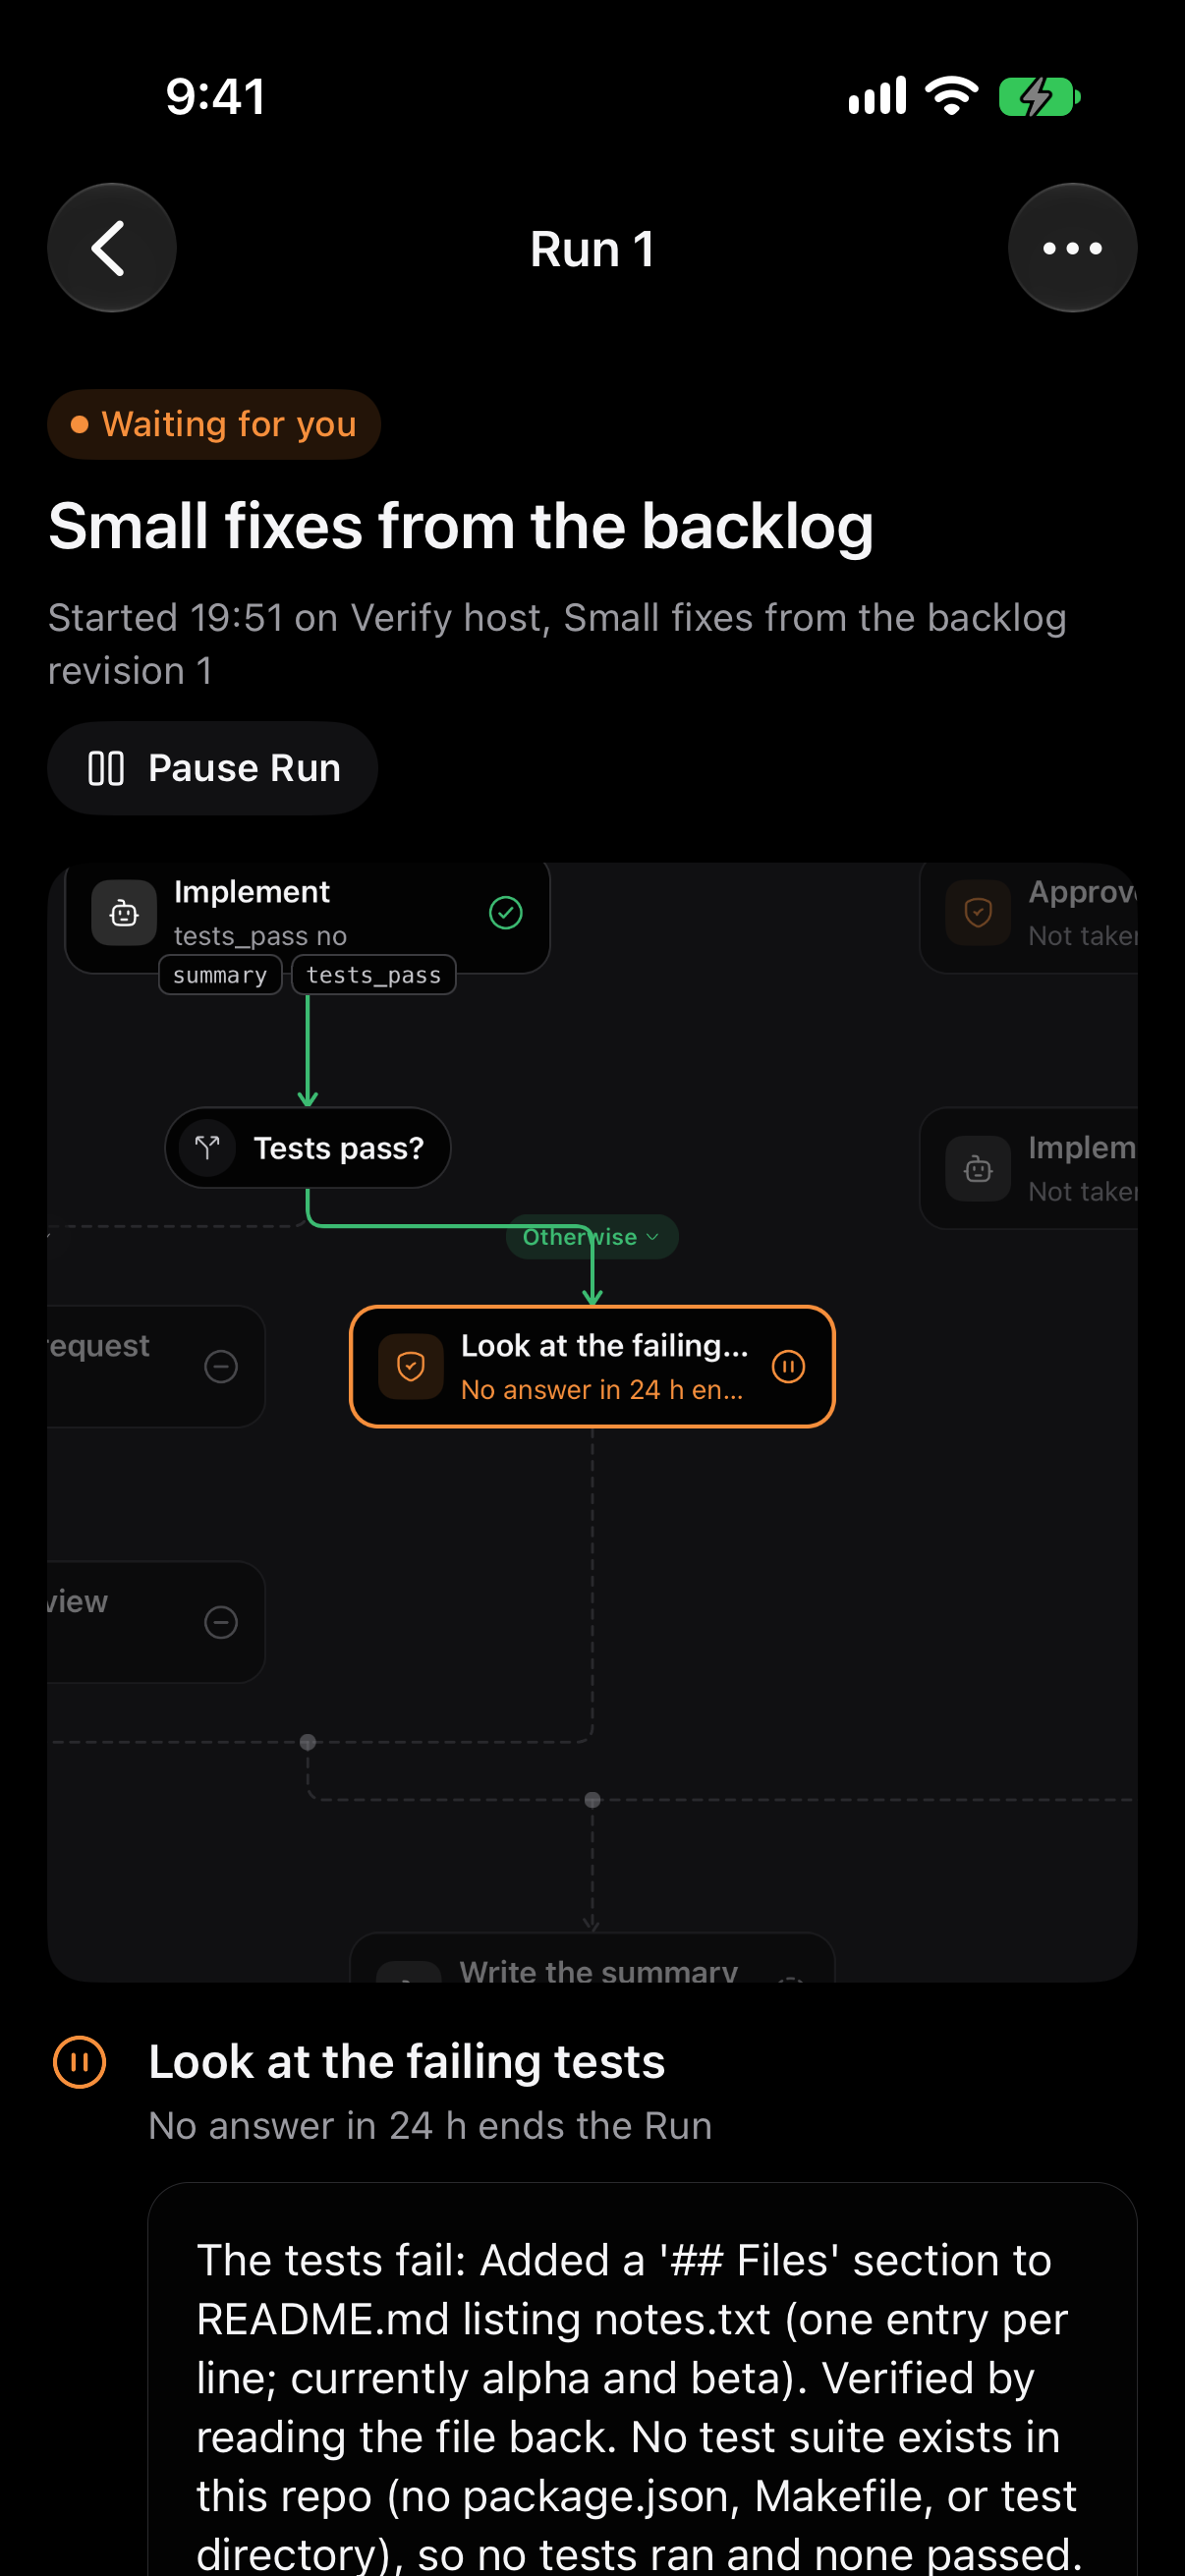 9:41
Run 1
Waiting for you
Small fixes from the backlog
Started 19:51 on Verify host, Small fixes from the backlog
revision 1
Pause Run
Implement
tests_pass no
summary
tests_pass
Approv
Not taken
Tests pass?
Implem
Not taken
Otherwise
equest
Look at the failing...
No answer in 24 h en...
view
Write the summary
Look at the failing tests
No answer in 24 h ends the Run
The tests fail: Added a '## Files' section to
README.md listing notes.txt (one entry per
line; currently alpha and beta). Verified by
reading the file back. No test suite exists in
this repo (no package.json, Makefile, or test
directory), so no tests ran and none passed.